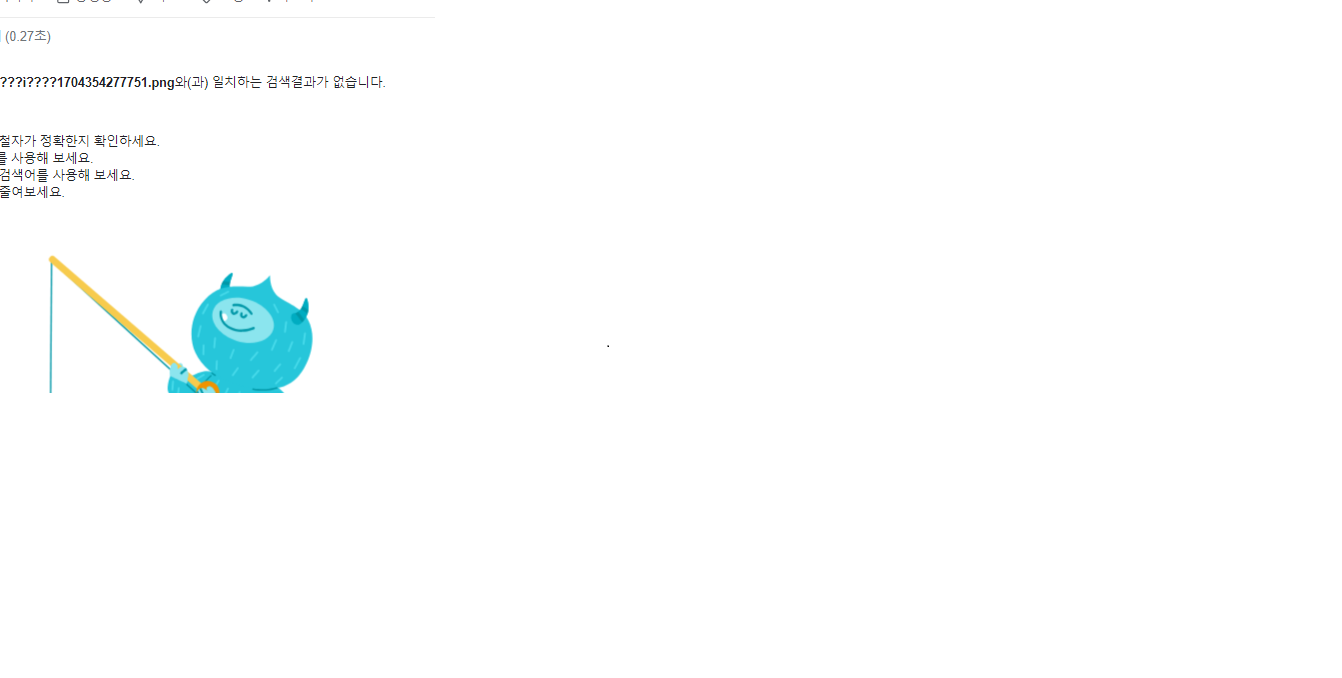 (0.27초)
???i????1704354277751.png와(과) 일치하는 검색결과가 없습니다.
철자가 정확한지 확인하세요.
를 사용해 보세요.
검색어를 사용해 보세요.
줄여보세요.